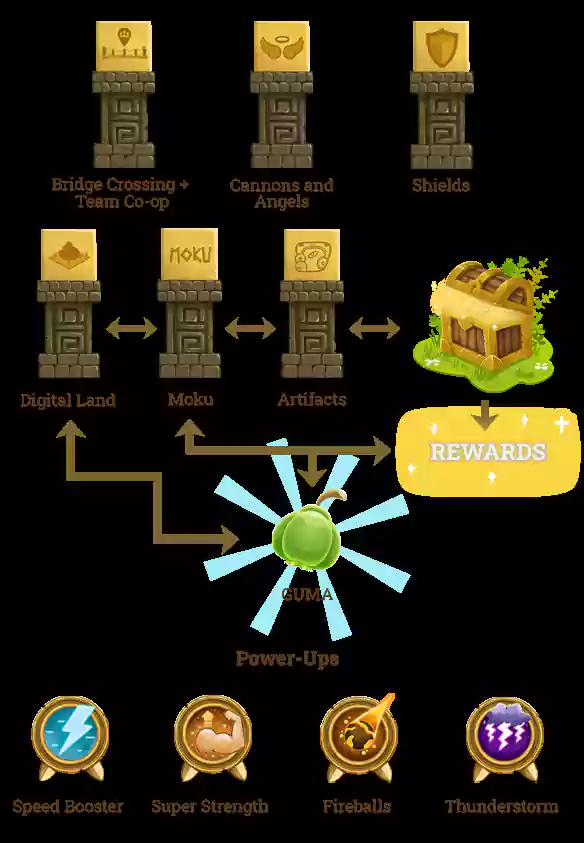 Bridge Crossing +
Team Co-op
Cannons and
Angels
Shields
MOKU
Digital Land
Moku
Artifacts
REWARDS
GUMA
Power-Ups
Speed Booster
Super Strength
Fireballs
Thunderstorm